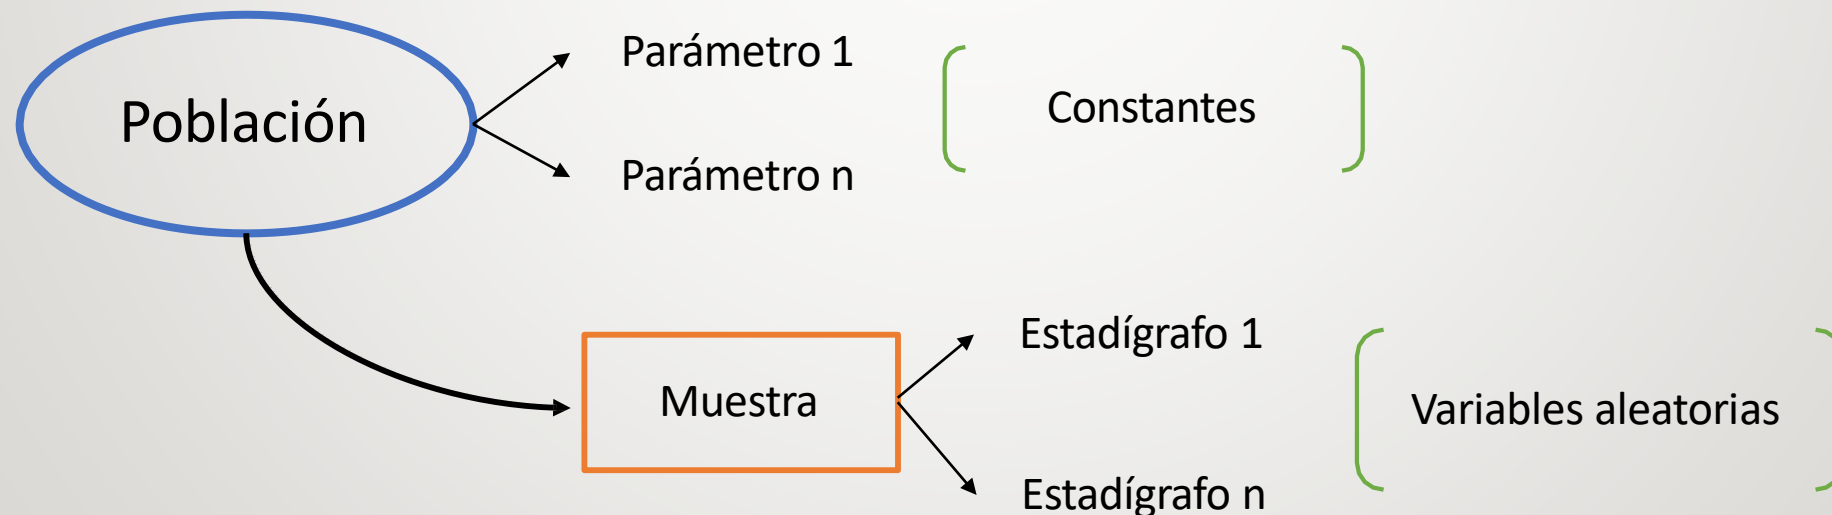 Población
Parámetro 1
Parámetro n
Constantes
Muestra
Estadígrafo 1
Estadígrafo n
Variables aleatorias